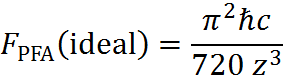 F_PFA(ideal) = π²ħc / 720 z³